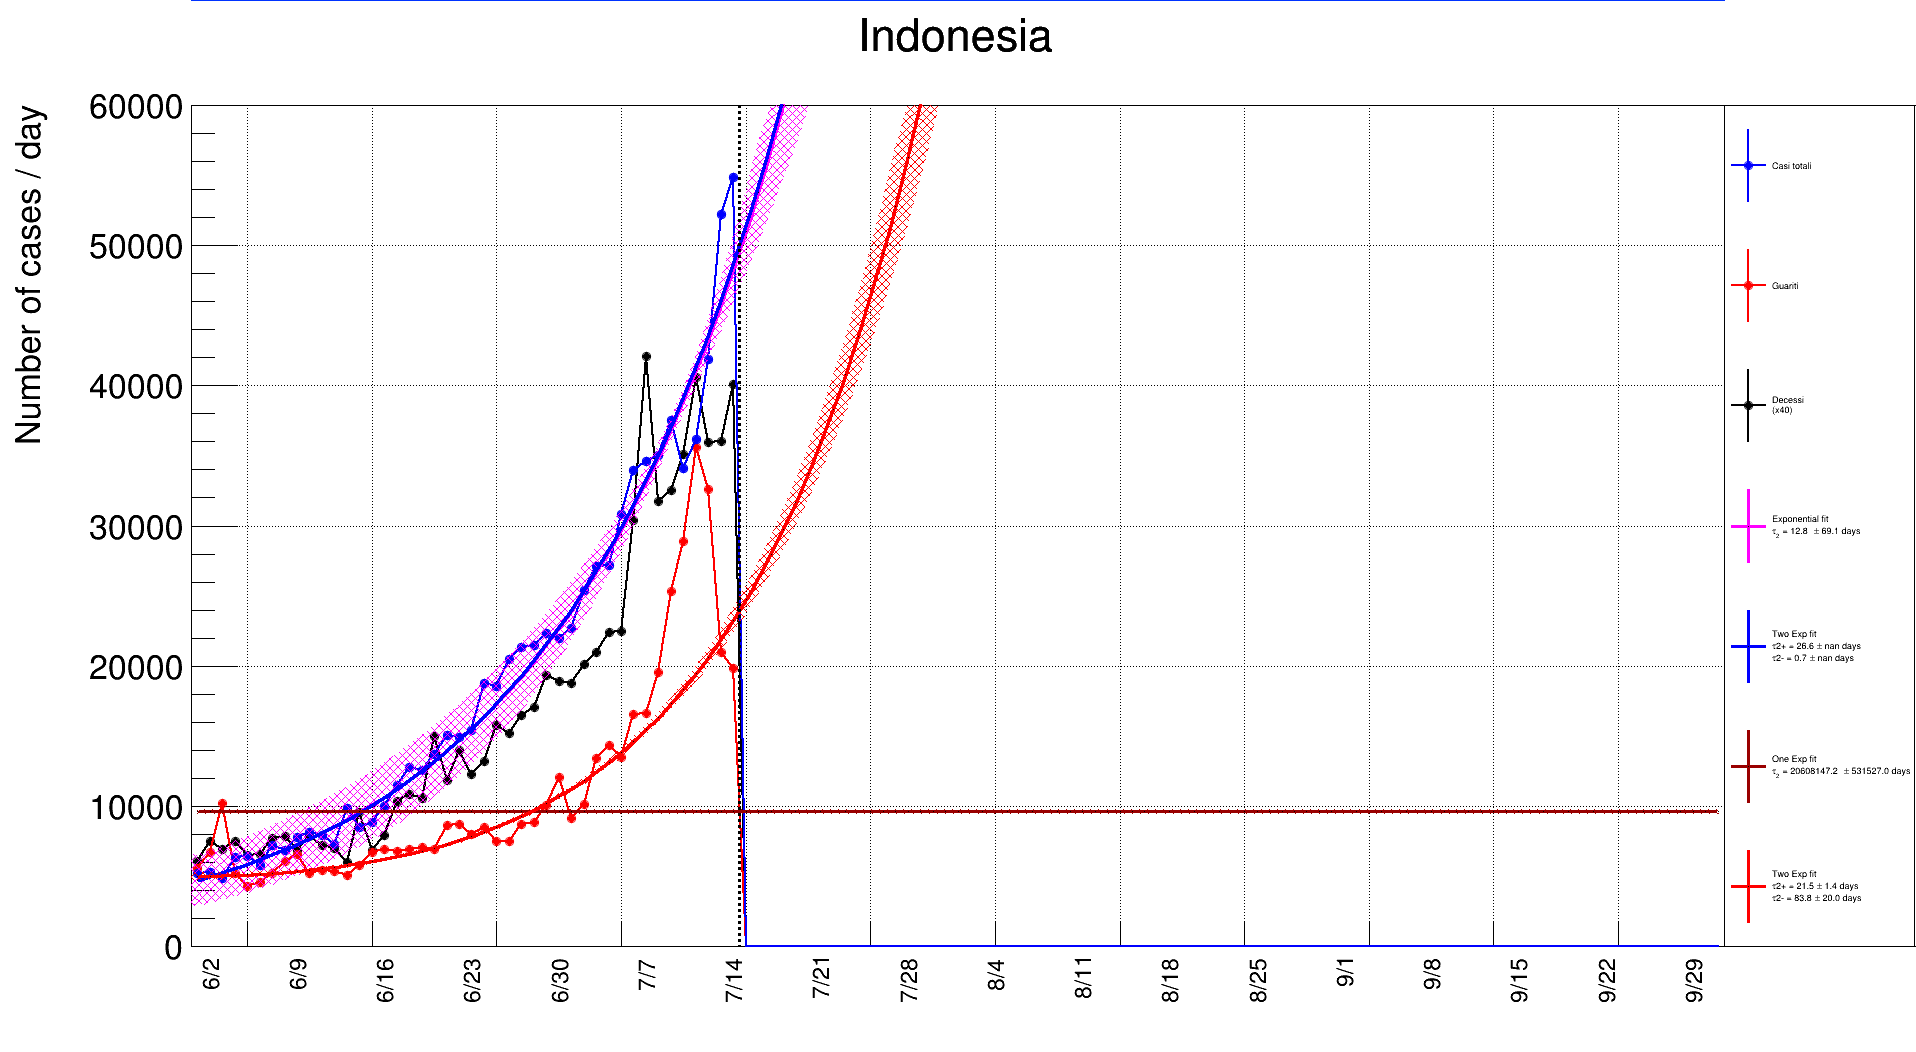 Indonesia
Number of cases / day
60000
50000
40000
30000
20000
10000
0
6/2
6/9
6/16
6/23
6/30
7/7
7/14
7/21
7/28
8/4
8/11
8/18
8/25
9/1
9/8
9/15
9/22
9/29
Casi totali
Guariti
Decessi
(x40)
Exponential fit
τ2 = 12.8 ± 69.1 days
Two Exp fit
τ2+ = 26.6 ± nan days
τ2- = 0.7 ± nan days
One Exp fit
τ2 = 20608147.2 ± 531527.0 days
Two Exp fit
τ2+ = 21.5 ± 1.4 days
τ2- = 83.8 ± 20.0 days